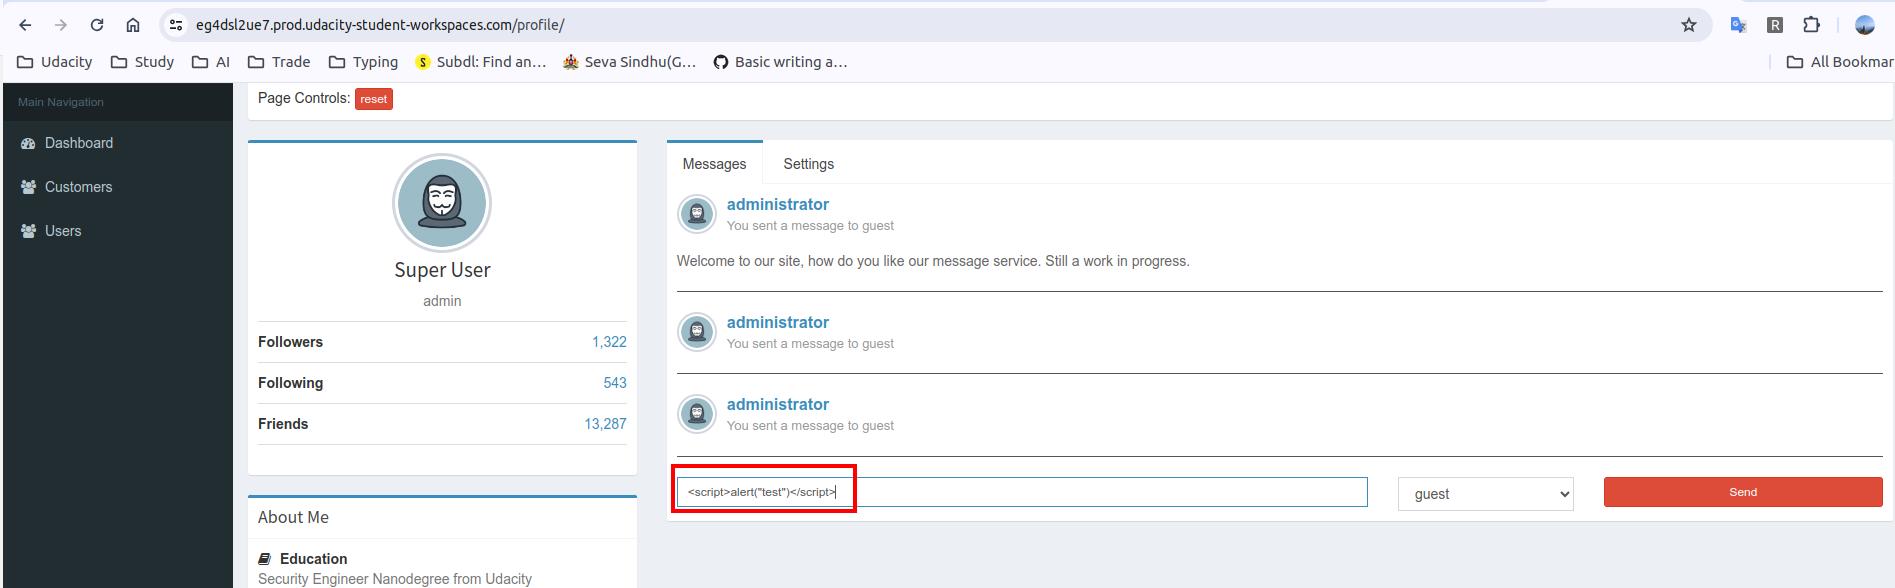 eg4dsl2ue7.prod.udacity-student-workspaces.com/profile/
R
Udacity Study AI Trade Typing S Subdl: Find an... Seva Sindhu(G... Basic writing a... All Bookmar
Main Navigation
Page Controls: reset
Dashboard
Customers
Users
Super User
admin
Followers 1,322
Following 543
Friends 13,287
About Me
Education
Security Engineer Nanodegree from Udacity
Messages Settings
administrator
You sent a message to guest
Welcome to our site, how do you like our message service. Still a work in progress.
administrator
You sent a message to guest
administrator
You sent a message to guest
<script>alert("test")</script> guest Send